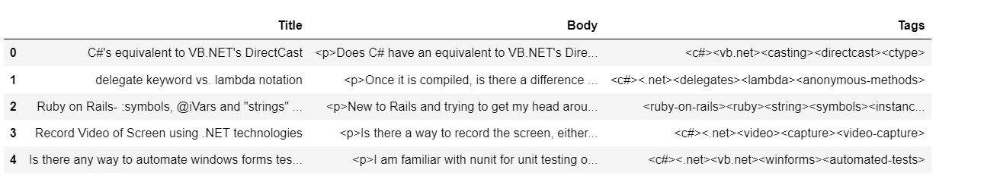 Title Body Tags
0 C#'s equivalent to VB.NET's DirectCast <p>Does C# have an equivalent to VB.NET's Dire... <c#><vb.net><casting><directcast><ctype>
1 delegate keyword vs. lambda notation <p>Once it is compiled, is there a difference ... <c#><.net><delegates><lambda><anonymous-methods>
2 Ruby on Rails- :symbols, @iVars and "strings" ... <p>New to Rails and trying to get my head arou... <ruby-on-rails><ruby><string><symbols><instanc...
3 Record Video of Screen using .NET technologies <p>Is there a way to record the screen, either... <c#><.net><video><capture><video-capture>
4 Is there any way to automate windows forms tes... <p>I am familiar with nunit for unit testing o... <c#><.net><vb.net><winforms><automated-tests>